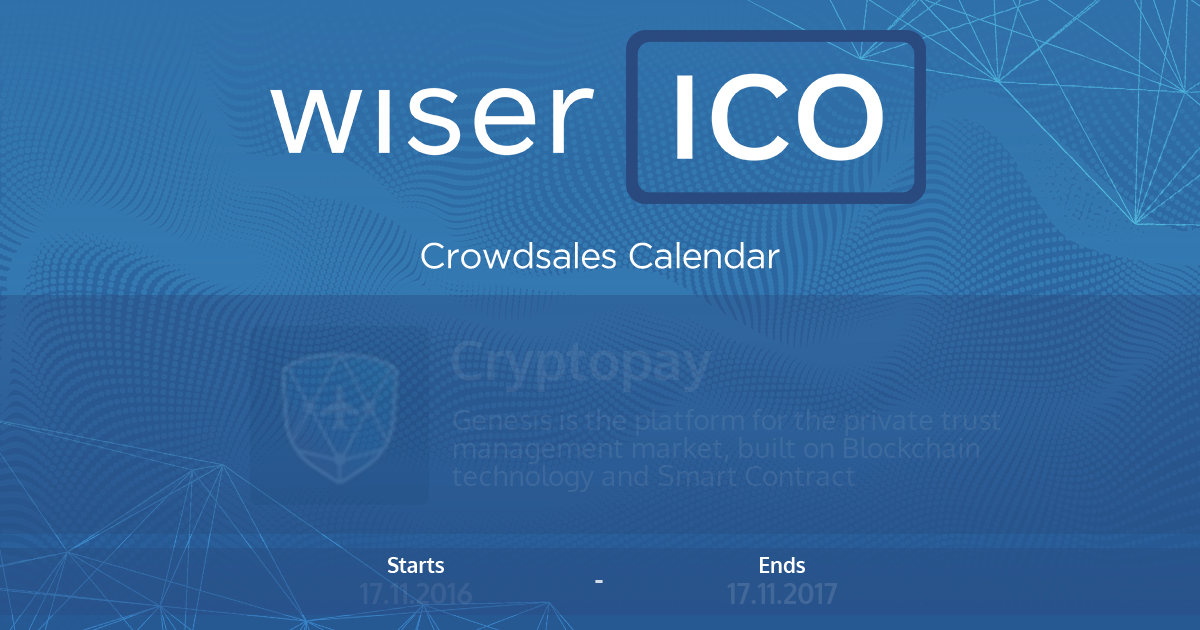 wiser ICO
Crowdsales Calendar
Cryptopay
Genesis is the platform for the private trust
management market, built on Blockchain
technology and Smart Contract
Starts - Ends
17.11.2016 17.11.2017